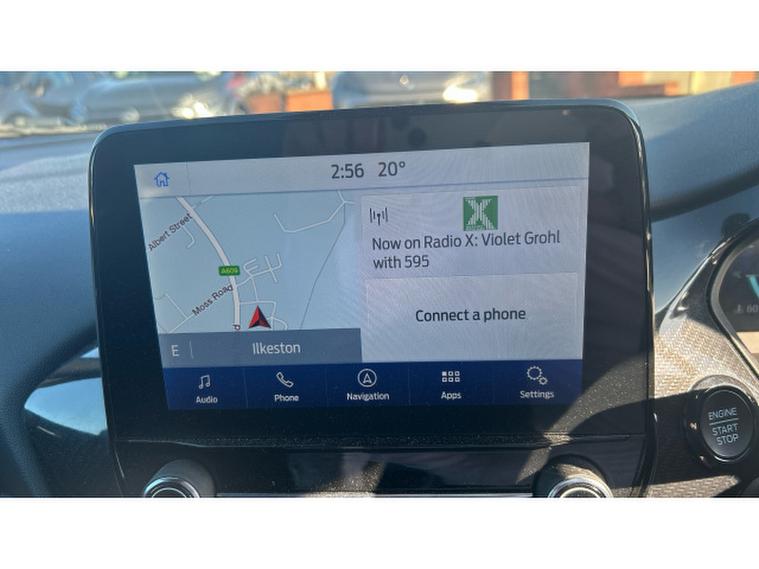 2:56 20°
Albert Street
A609
Moss Road
E Ilkeston
X
Now on Radio X: Violet Grohl
with 595
Connect a phone
Audio
Phone
Navigation
Apps
Settings
ENGINE
START
STOP
60